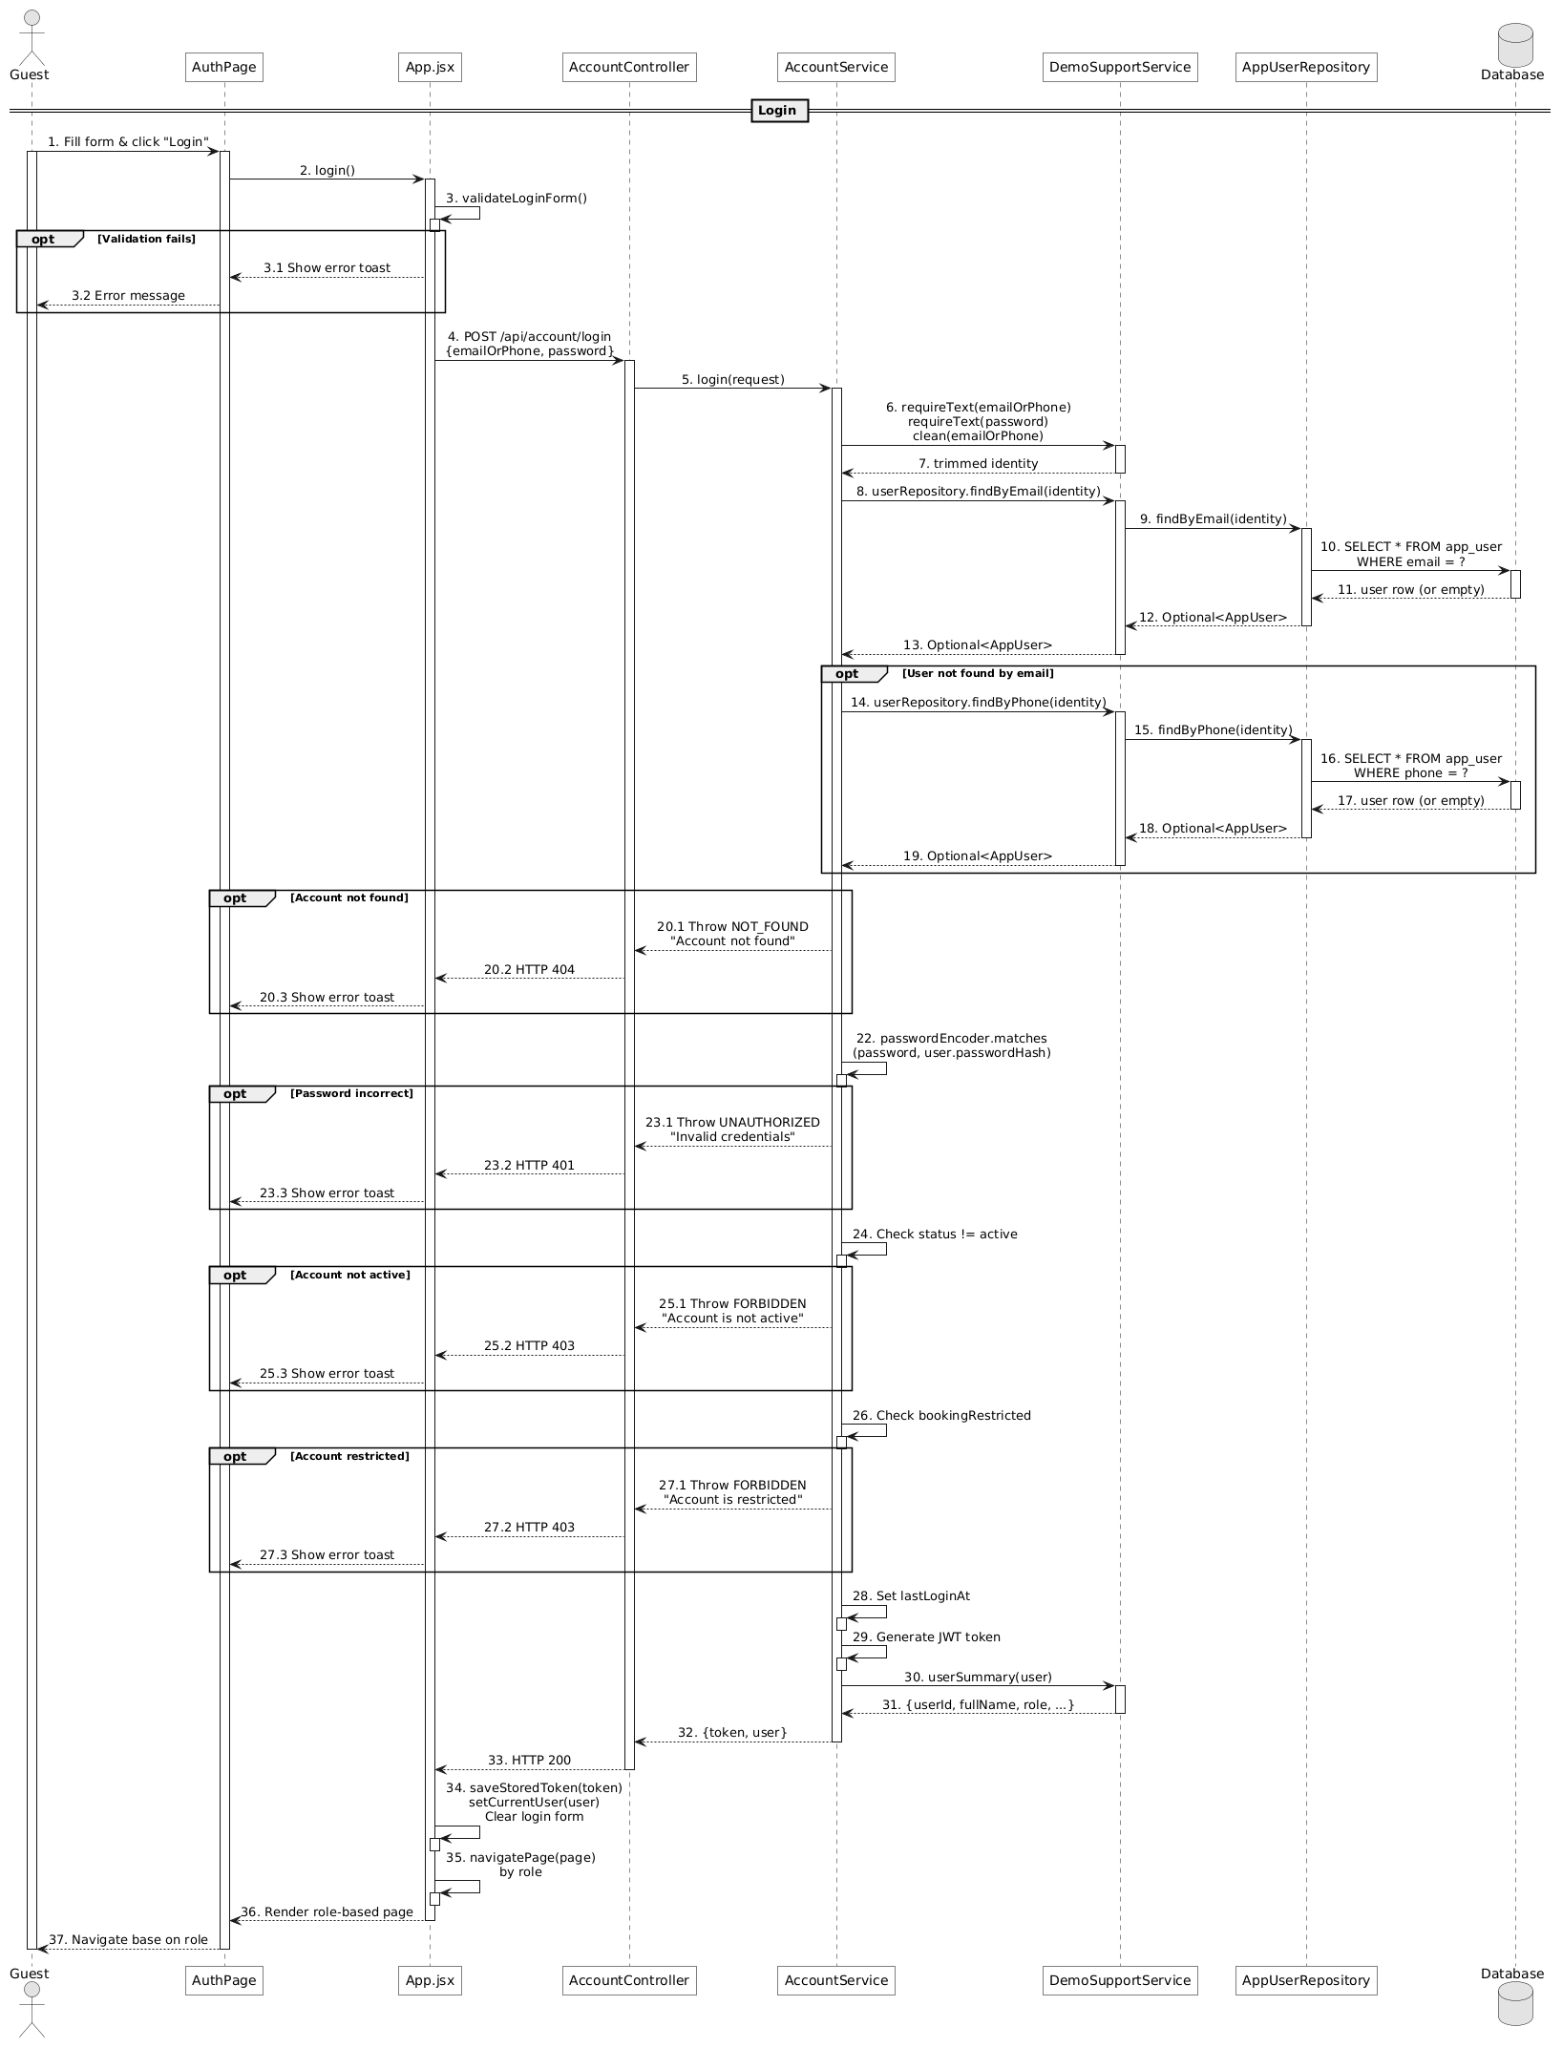 Guest
AuthPage
App.jsx
AccountController
AccountService
DemoSupportService
AppUserRepository
Database
Login
1. Fill form & click "Login"
2. login()
3. validateLoginForm()
opt
[Validation fails]
3.1 Show error toast
3.2 Error message
4. POST /api/account/login
{emailOrPhone, password}
5. login(request)
6. requireText(emailOrPhone)
requireText(password)
clean(emailOrPhone)
7. trimmed identity
8. userRepository.findByEmail(identity)
9. findByEmail(identity)
10. SELECT * FROM app_user
WHERE email = ?
11. user row (or empty)
12. Optional<AppUser>
13. Optional<AppUser>
opt
[User not found by email]
14. userRepository.findByPhone(identity)
15. findByPhone(identity)
16. SELECT * FROM app_user
WHERE phone = ?
17. user row (or empty)
18. Optional<AppUser>
19. Optional<AppUser>
opt
[Account not found]
20.1 Throw NOT_FOUND
"Account not found"
20.2 HTTP 404
20.3 Show error toast
22. passwordEncoder.matches
(password, user.passwordHash)
opt
[Password incorrect]
23.1 Throw UNAUTHORIZED
"Invalid credentials"
23.2 HTTP 401
23.3 Show error toast
24. Check status != active
opt
[Account not active]
25.1 Throw FORBIDDEN
"Account is not active"
25.2 HTTP 403
25.3 Show error toast
26. Check bookingRestricted
opt
[Account restricted]
27.1 Throw FORBIDDEN
"Account is restricted"
27.2 HTTP 403
27.3 Show error toast
28. Set lastLoginAt
29. Generate JWT token
30. userSummary(user)
31. {userId, fullName, role, ...}
32. {token, user}
33. HTTP 200
34. saveStoredToken(token)
setCurrentUser(user)
Clear login form
35. navigatePage(page)
by role
36. Render role-based page
37. Navigate base on role
Guest
AuthPage
App.jsx
AccountController
AccountService
DemoSupportService
AppUserRepository
Database